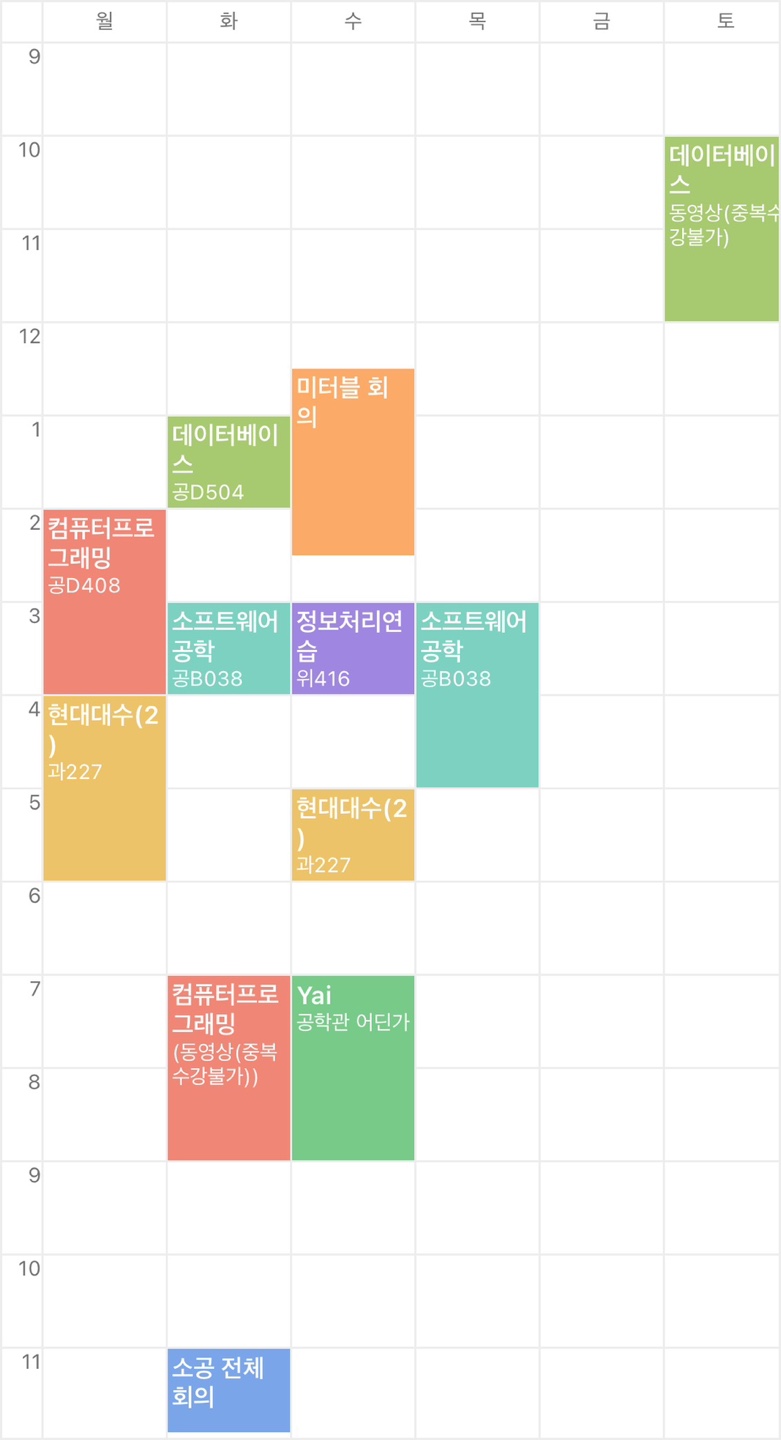 월 화 수 목 금 토
9
10
데이터베이
스
동영상(중복수
강불가)
11
12
미터블 회
의
1
데이터베이
스
공D504
2
컴퓨터프로
그래밍
공D408
3
소프트웨어
공학
공B038
정보처리연
습
위416
소프트웨어
공학
공B038
4
현대대수(2
)
과227
5
현대대수(2
)
과227
6
7
컴퓨터프로
그래밍
(동영상(중복
수강불가))
Yai
공학관 어딘가
8
9
10
11
소공 전체
회의